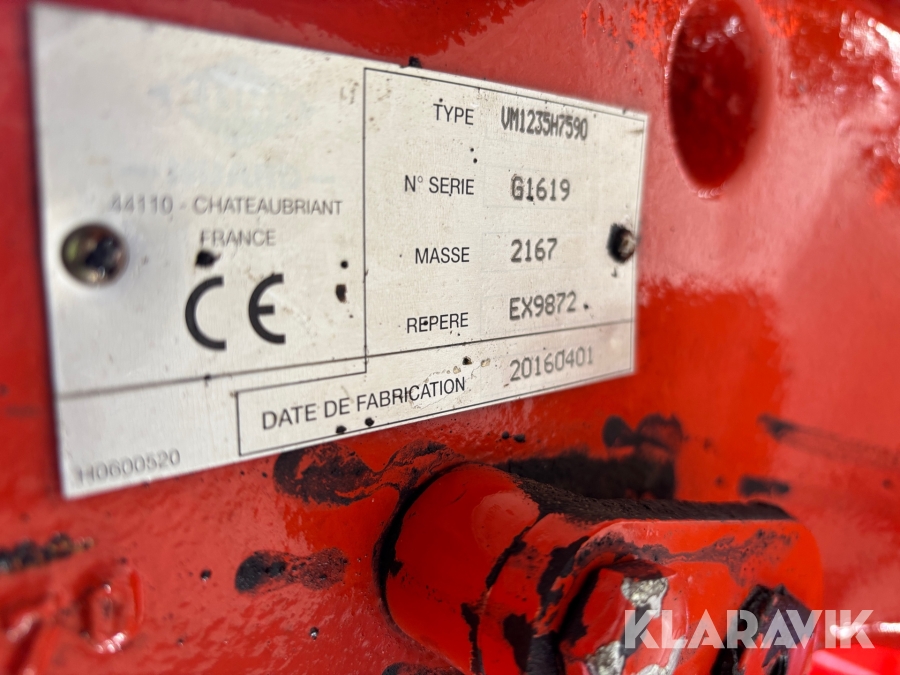 44110 - CHATEAUBRIANT
FRANCE
CE
TYPE VM1235H7590
N° SERIE G1619
MASSE 2167
REPERE EX9872
DATE DE FABRICATION 20160401
H0600520
KLARAVIK